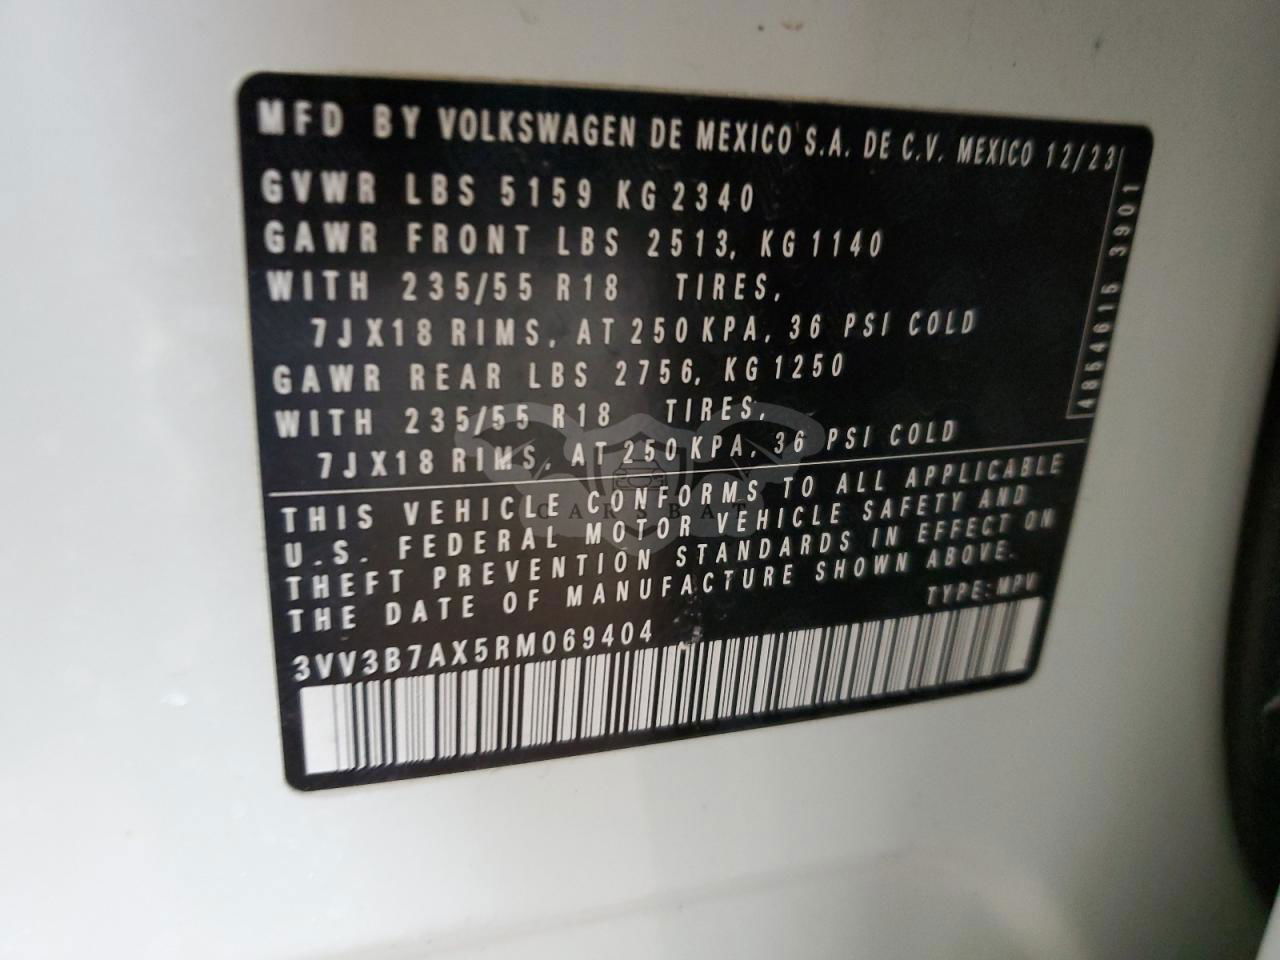 MFD BY VOLKSWAGEN DE MEXICO S.A. DE C.V. MEXICO 12/23
GVWR LBS 5159 KG 2340
GAWR FRONT LBS 2513, KG 1140
WITH 235/55 R18 TIRES,
7JX18 RIMS, AT 250 KPA, 36 PSI COLD
GAWR REAR LBS 2756, KG 1250
WITH 235/55 R18 TIRES,
7JX18 RIMS, AT 250 KPA, 36 PSI COLD
4854615 3901
THIS VEHICLE CONFORMS TO ALL APPLICABLE
U.S. FEDERAL MOTOR VEHICLE SAFETY AND
THEFT PREVENTION STANDARDS IN EFFECT ON
THE DATE OF MANUFACTURE SHOWN ABOVE.
TYPE: MPV
3VV3B7AX5RM069404
CARSBAT